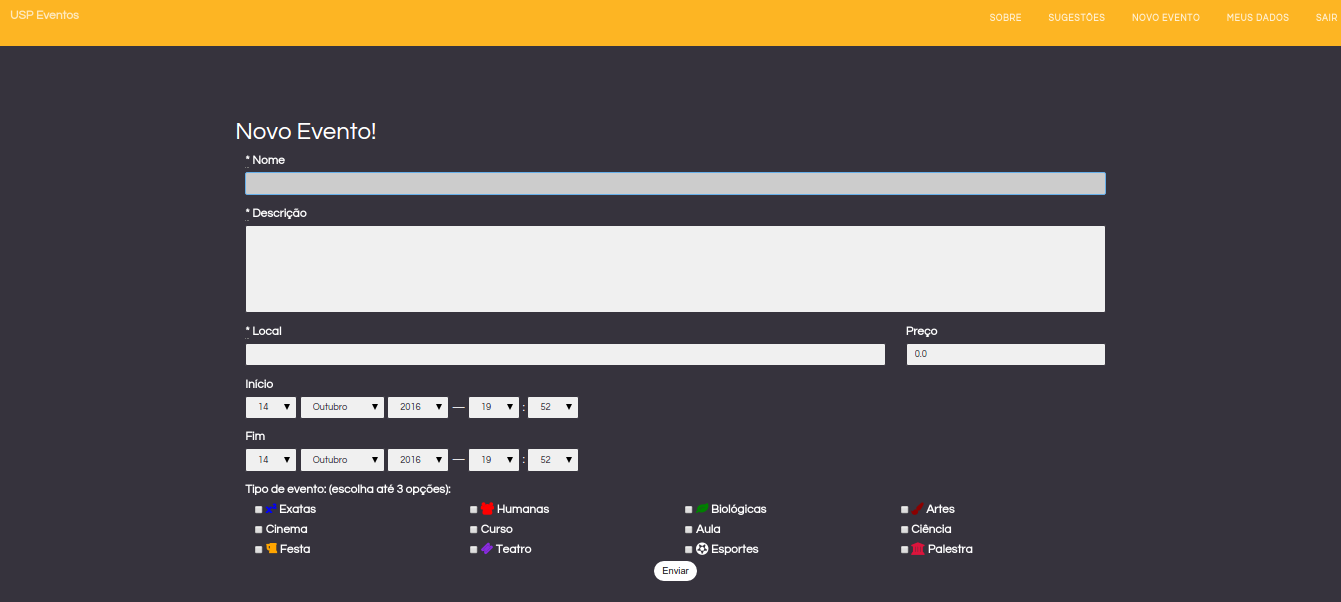 USP Eventos SOBRE SUGESTÕES NOVO EVENTO MEUS DADOS SAIR
Novo Evento!
* Nome
* Descrição
* Local Preço
0.0
Início
14 Outubro 2016 — 19 : 52
Fim
14 Outubro 2016 — 19 : 52
Tipo de evento: (escolha até 3 opções):
x² Exatas Humanas Biológicas Artes
Cinema Curso Aula Ciência
Festa Teatro Esportes Palestra
Enviar